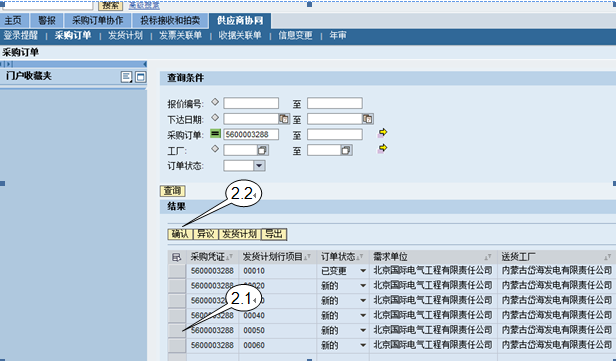 搜索 高级搜索
主页 警报 采购订单协作 投标接收和拍卖 供应商协同
登录提醒 采购订单 发货计划 发票关联单 收据关联单 信息变更 年审
采购订单
门户收藏夹
查询条件
报价编号: 至
下达日期: 至
采购订单: 5600003288 至
工厂: 至
订单状态:
查询
2.2
结果
确认 异议 发货计划 导出
采购凭证 发货计划行项目 订单状态 需求单位 送货工厂
5600003288 00010 已变更 北京国际电气工程有限责任公司 内蒙古岱海发电有限责任公司
5600003288 00020 新的 北京国际电气工程有限责任公司 内蒙古岱海发电有限责任公司
2.1
5600003288 新的 北京国际电气工程有限责任公司 内蒙古岱海发电有限责任公司
5600003288 00040 新的 北京国际电气工程有限责任公司 内蒙古岱海发电有限责任公司
5600003288 00050 新的 北京国际电气工程有限责任公司 内蒙古岱海发电有限责任公司
5600003288 00060 新的 北京国际电气工程有限责任公司 内蒙古岱海发电有限责任公司